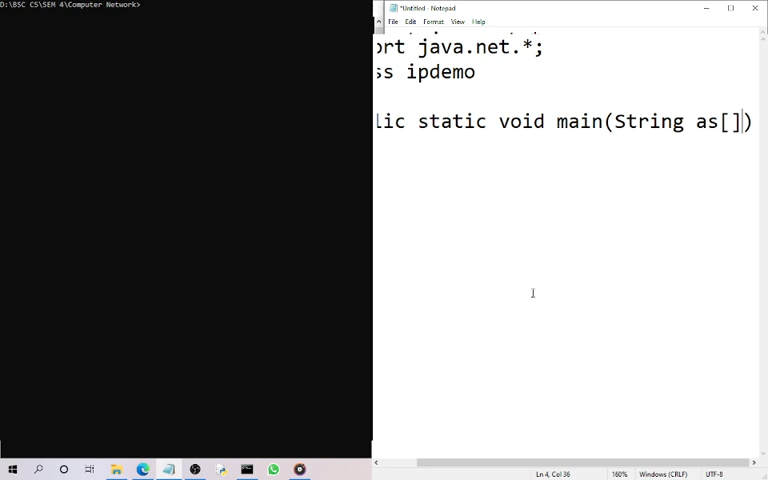 D:\BSC CS\SEM 4\Computer Network>
*Untitled - Notepad
File Edit Format View Help
ort java.net.*;
ss ipdemo
lic static void main(String as[])
Ln 4, Col 36 160% Windows (CRLF) UTF-8